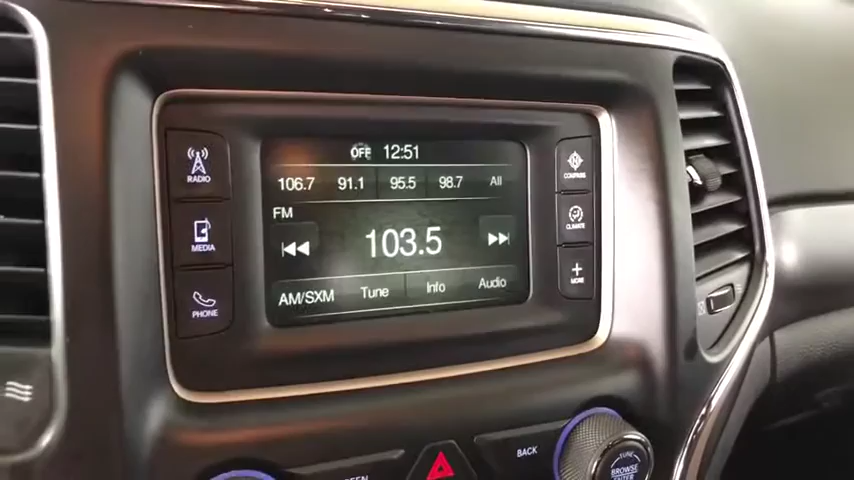 OFF 12:51
106.7 91.1 95.5 98.7 All
FM
103.5
AM/SXM Tune Info Audio
RADIO
MEDIA
PHONE
COMPASS
CLIMATE
MORE
BACK
TUNE
BROWSE
ENTER